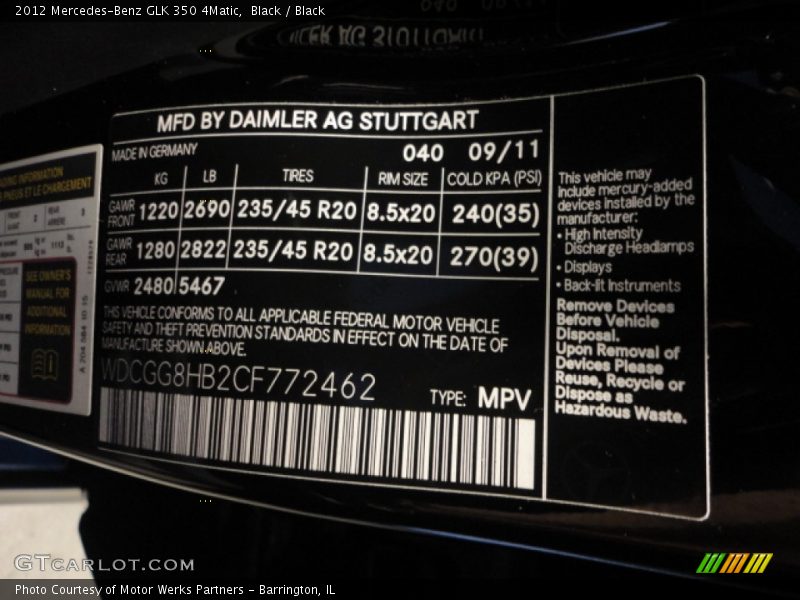 2012 Mercedes-Benz GLK 350 4Matic, Black / Black
MFD BY DAIMLER AG STUTTGART
MADE IN GERMANY 040 09/11
KG LB TIRES RIM SIZE COLD KPA (PSI)
GAWR FRONT 1220 2690 235/45 R20 8.5x20 240(35)
GAWR REAR 1280 2822 235/45 R20 8.5x20 270(39)
GVWR 2480 5467
THIS VEHICLE CONFORMS TO ALL APPLICABLE FEDERAL MOTOR VEHICLE
SAFETY AND THEFT PREVENTION STANDARDS IN EFFECT ON THE DATE OF
MANUFACTURE SHOWN ABOVE.
WDCGG8HB2CF772462
TYPE: MPV
This vehicle may
include mercury-added
devices installed by the
manufacturer:
• High Intensity
Discharge Headlamps
• Displays
• Back-lit Instruments
Remove Devices
Before Vehicle
Disposal.
Upon Removal of
Devices Please
Reuse, Recycle or
Dispose as
Hazardous Waste.
SEE OWNER'S
MANUAL FOR
ADDITIONAL
INFORMATION
A 204 584 10 15
GTCARLOT.COM
Photo Courtesy of Motor Werks Partners - Barrington, IL